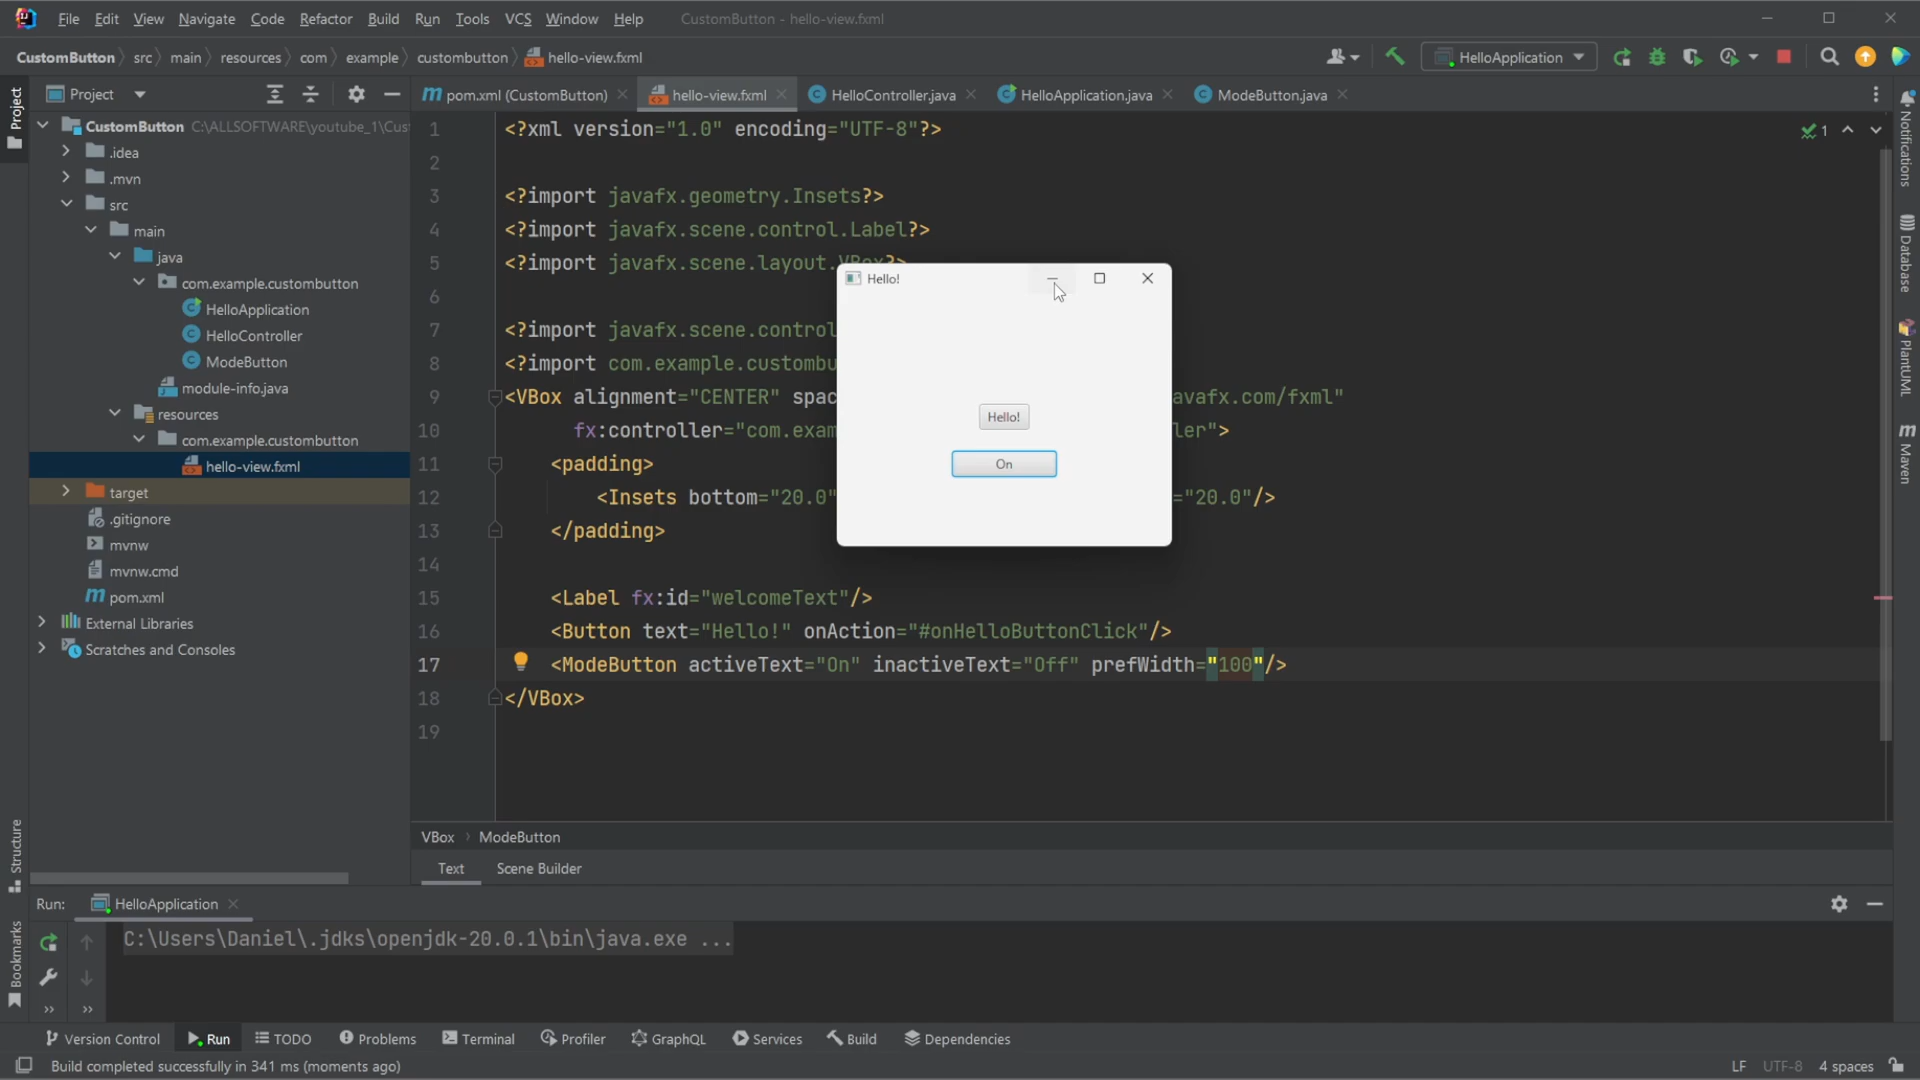 File Edit View Navigate Code Refactor Build Run Tools VCS Window Help CustomButton - hello-view.fxml
CustomButton src main resources com example custombutton hello-view.fxml HelloApplication
Project
Project
pom.xml (CustomButton) hello-view.fxml HelloController.java HelloApplication.java ModeButton.java
CustomButton C:\ALLSOFTWARE\youtube_1\Cus
.idea
.mvn
src
main
java
com.example.custombutton
HelloApplication
HelloController
ModeButton
module-info.java
resources
com.example.custombutton
hello-view.fxml
target
.gitignore
mvnw
mvnw.cmd
pom.xml
External Libraries
Scratches and Consoles
1 <?xml version="1.0" encoding="UTF-8"?>
2
3 <?import javafx.geometry.Insets?>
4 <?import javafx.scene.control.Label?>
5 <?import javafx.scene.layout.VBox?>
6
7 <?import javafx.scene.control
8 <?import com.example.custombu
9 <VBox alignment="CENTER" spac avafx.com/fxml"
10 fx:controller="com.exam ler">
11 <padding>
12 <Insets bottom="20.0" ="20.0"/>
13 </padding>
14
15 <Label fx:id="welcomeText"/>
16 <Button text="Hello!" onAction="#onHelloButtonClick"/>
17 <ModeButton activeText="On" inactiveText="Off" prefWidth="100"/>
18 </VBox>
19
1
Hello!
Hello!
On
Notifications
Database
PlantUML
Maven
VBox ModeButton
Text Scene Builder
Structure
Bookmarks
Run: HelloApplication
C:\Users\Daniel\.jdks\openjdk-20.0.1\bin\java.exe ...
Version Control Run TODO Problems Terminal Profiler GraphQL Services Build Dependencies
Build completed successfully in 341 ms (moments ago) LF UTF-8 4 spaces